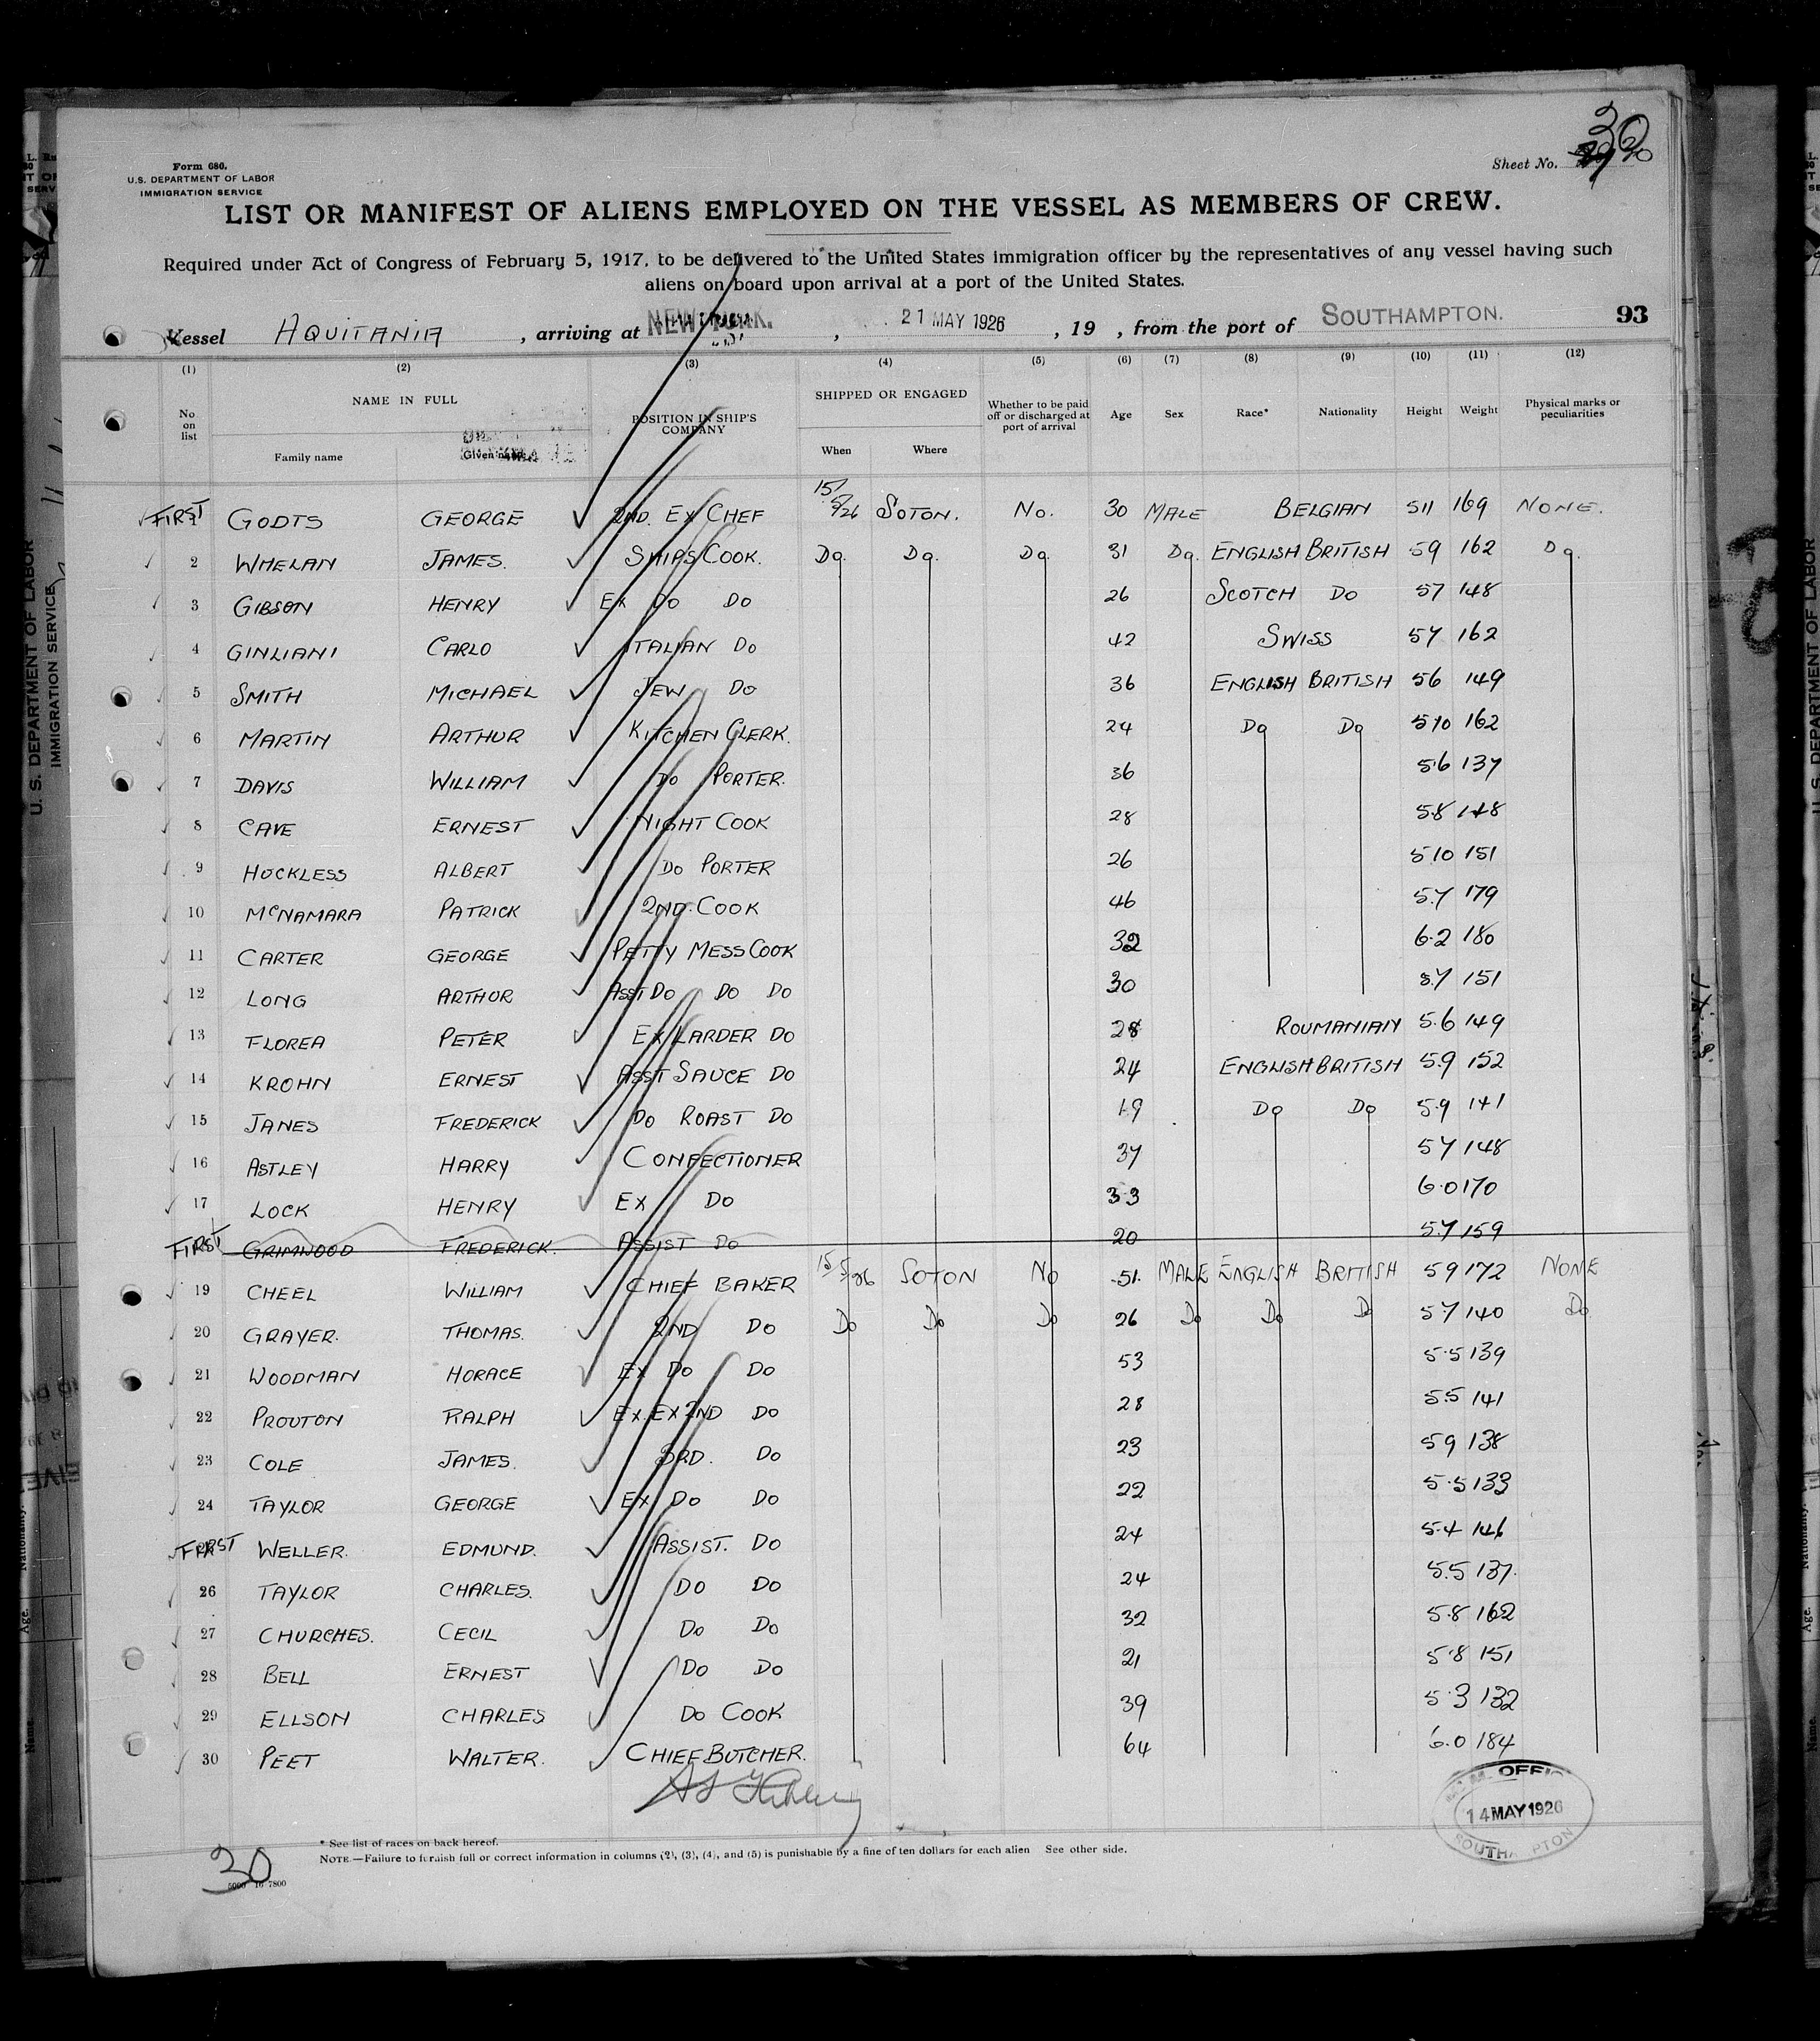 30
Form 680.
U.S. DEPARTMENT OF LABOR
IMMIGRATION SERVICE
Sheet No.
LIST OR MANIFEST OF ALIENS EMPLOYED ON THE VESSEL AS MEMBERS OF CREW.
Required under Act of Congress of February 5, 1917, to be delivered to the United States immigration officer by the representatives of any vessel having such
aliens on board upon arrival at a port of the United States.
Vessel AQUITANIA , arriving at NEW YORK. , 21 MAY 1926 , 19 , from the port of SOUTHAMPTON. 93
(1) (2) (3) (4) (5) (6) (7) (8) (9) (10) (11) (12)
No on list NAME IN FULL Family name Given name POSITION IN SHIP'S COMPANY SHIPPED OR ENGAGED When Where Whether to be paid off or discharged at port of arrival Age Sex Race* Nationality Height Weight Physical marks or peculiarities
FIRST GODTS GEORGE 2ND. EX CHEF 15/5/26 SOTON. NO. 30 MALE BELGIAN 5 11 169 NONE.
2 WHELAN JAMES. SHIPS COOK. Do. Do. Do. 31 Do. ENGLISH BRITISH 5 9 162 Do.
3 GIBSON HENRY EX DO DO 26 SCOTCH DO 5 7 148
4 GINLIANI CARLO ITALIAN DO 42 SWISS 5 7 162
5 SMITH MICHAEL JEW DO 36 ENGLISH BRITISH 5 6 149
6 MARTIN ARTHUR KITCHEN CLERK. 24 Do Do 5 10 162
7 DAVIS WILLIAM DO PORTER. 36 5.6 137
8 CAVE ERNEST NIGHT COOK 28 5.8 148
9 HUCKLESS ALBERT DO PORTER 26 5 10 151
10 McNAMARA PATRICK 2ND. COOK 46 5.7 179
11 CARTER GEORGE PETTY MESS COOK 32 6.2 180
12 LONG ARTHUR ASST DO DO DO 30 5.7 151
13 FLOREA PETER EX LARDER DO 28 ROUMANIAN 5.6 149
14 KROHN ERNEST ASST SAUCE DO 24 ENGLISH BRITISH 5.9 152
15 JANES FREDERICK DO ROAST DO 19 Do Do 5.9 141
16 ASTLEY HARRY CONFECTIONER 37 5 7 148
17 LOCK HENRY EX DO 33 6.0 170
FIRST GRIMWOOD FREDERICK. ASSIST DO 20 5.7 159
19 CHEEL WILLIAM CHIEF BAKER 15/5/26 SOTON NO 51. MALE ENGLISH BRITISH 5 9 172 NONE
20 GRAYER. THOMAS. 2ND DO Do Do Do 26 Do Do Do 5 7 140 Do
21 WOODMAN HORACE EX DO DO 53 5.5 139
22 PROUTON RALPH EX. EX 2ND DO 28 5.5 141
23 COLE JAMES. 3RD. DO 23 5 9 138
24 TAYLOR GEORGE EX DO DO 22 5.5 133
FIRST WELLER. EDMUND. ASSIST. DO 24 5.4 146
26 TAYLOR CHARLES. DO DO 24 5.5 137.
27 CHURCHES. CECIL DO DO 32 5.8 162
28 BELL ERNEST DO DO 21 5.8 151
29 ELLSON CHARLES DO COOK 39 5.3 132
30 PEET WALTER. CHIEF BUTCHER. 64 6.0 184
14 MAY 1926
* See list of races on back hereof.
NOTE.—Failure to furnish full or correct information in columns (2), (3), (4), and (5) is punishable by a fine of ten dollars for each alien See other side.
30
U. S. DEPARTMENT OF LABOR
IMMIGRATION SERVICE